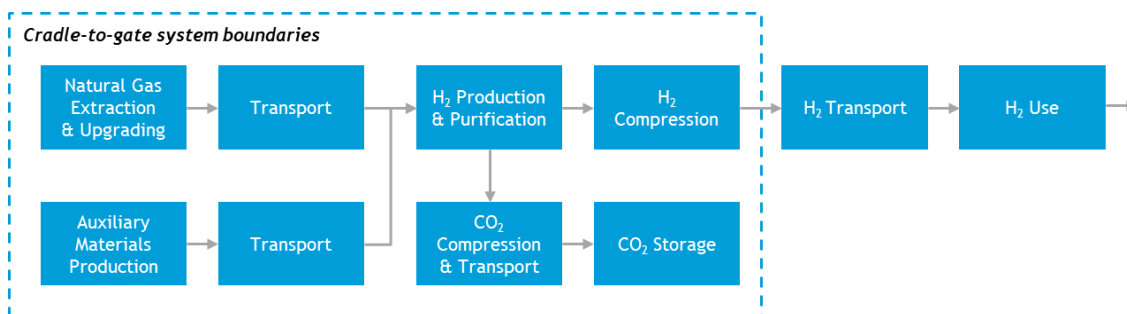 Cradle-to-gate system boundaries
Natural Gas
Extraction
& Upgrading
Transport
H₂ Production
& Purification
H₂
Compression
H₂ Transport
H₂ Use
Auxiliary
Materials
Production
Transport
CO₂
Compression
& Transport
CO₂ Storage